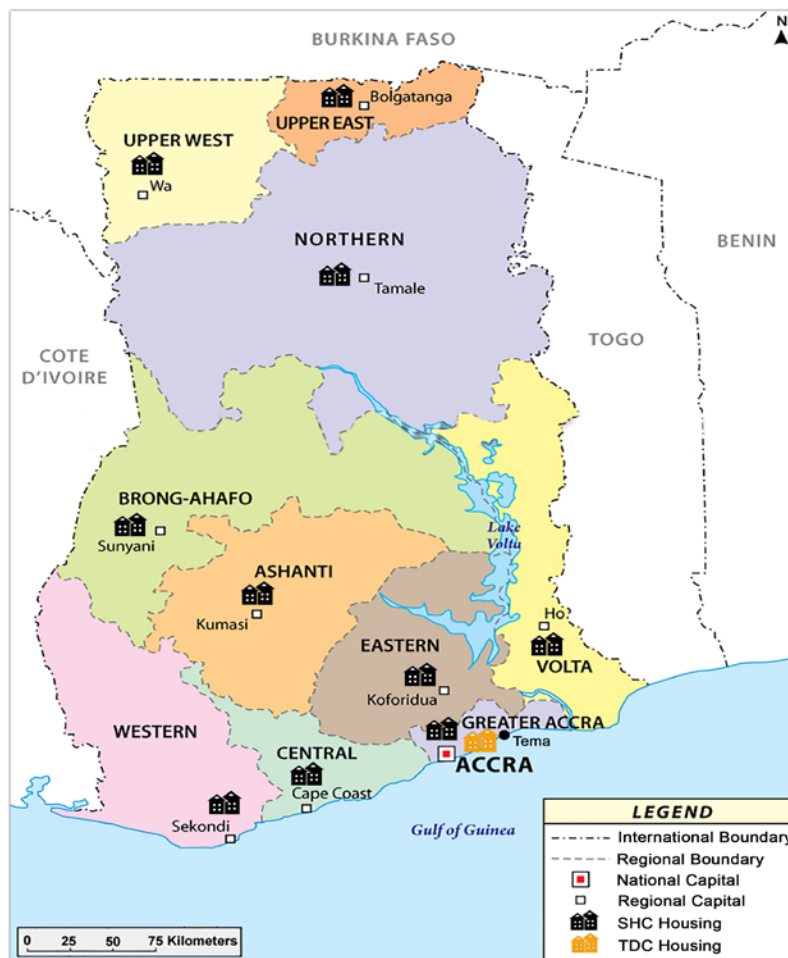 BURKINA FASO
N
Bolgatanga
UPPER EAST
UPPER WEST
Wa
NORTHERN
Tamale
BENIN
TOGO
COTE
D'IVOIRE
BRONG-AHAFO
Sunyani
Lake
Volta
ASHANTI
Kumasi
Ho
EASTERN
VOLTA
Koforidua
WESTERN
GREATER ACCRA
Tema
CENTRAL
ACCRA
Cape Coast
Sekondi
Gulf of Guinea
LEGEND
International Boundary
Regional Boundary
National Capital
Regional Capital
SHC Housing
TDC Housing
0 25 50 75 Kilometers